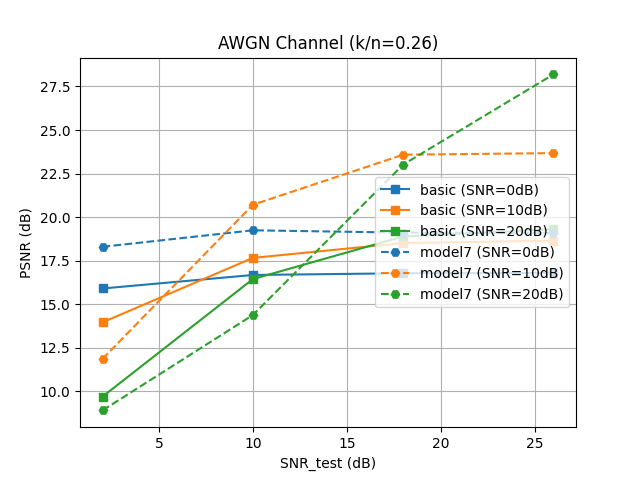 AWGN Channel (k/n=0.26)
27.5
25.0
22.5
20.0
17.5
15.0
12.5
10.0
PSNR (dB)
basic (SNR=0dB)
basic (SNR=10dB)
basic (SNR=20dB)
model7 (SNR=0dB)
model7 (SNR=10dB)
model7 (SNR=20dB)
5
10
15
20
25
SNR_test (dB)